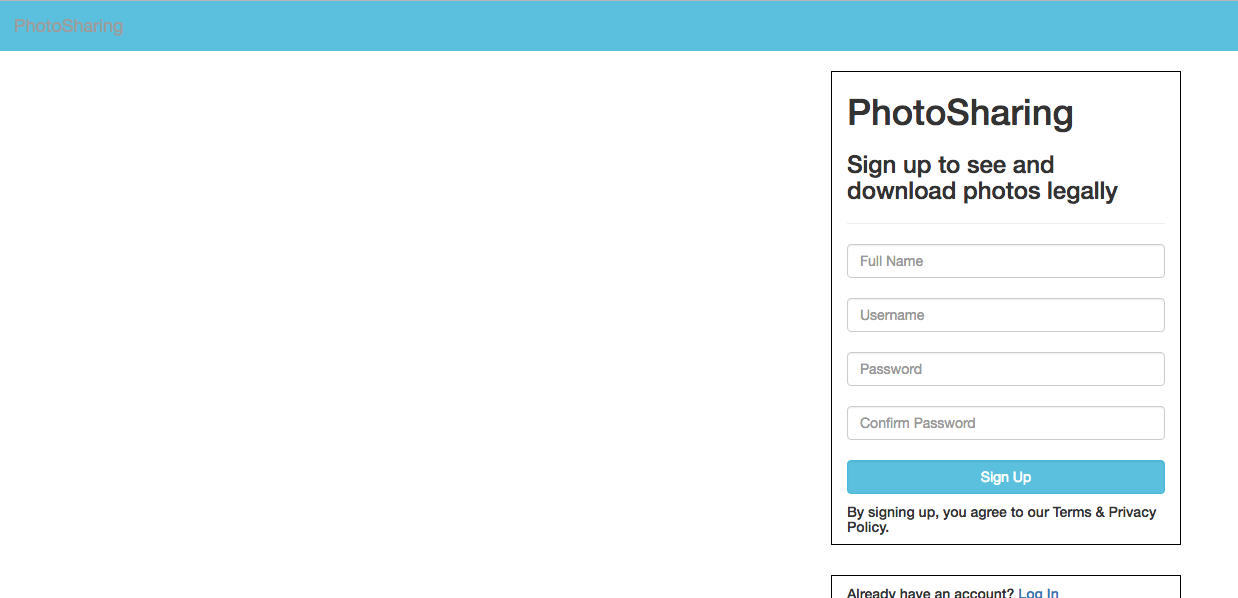 PhotoSharing
PhotoSharing
Sign up to see and
download photos legally
Full Name
Username
Password
Confirm Password
Sign Up
By signing up, you agree to our Terms & Privacy
Policy.
Already have an account? Log In